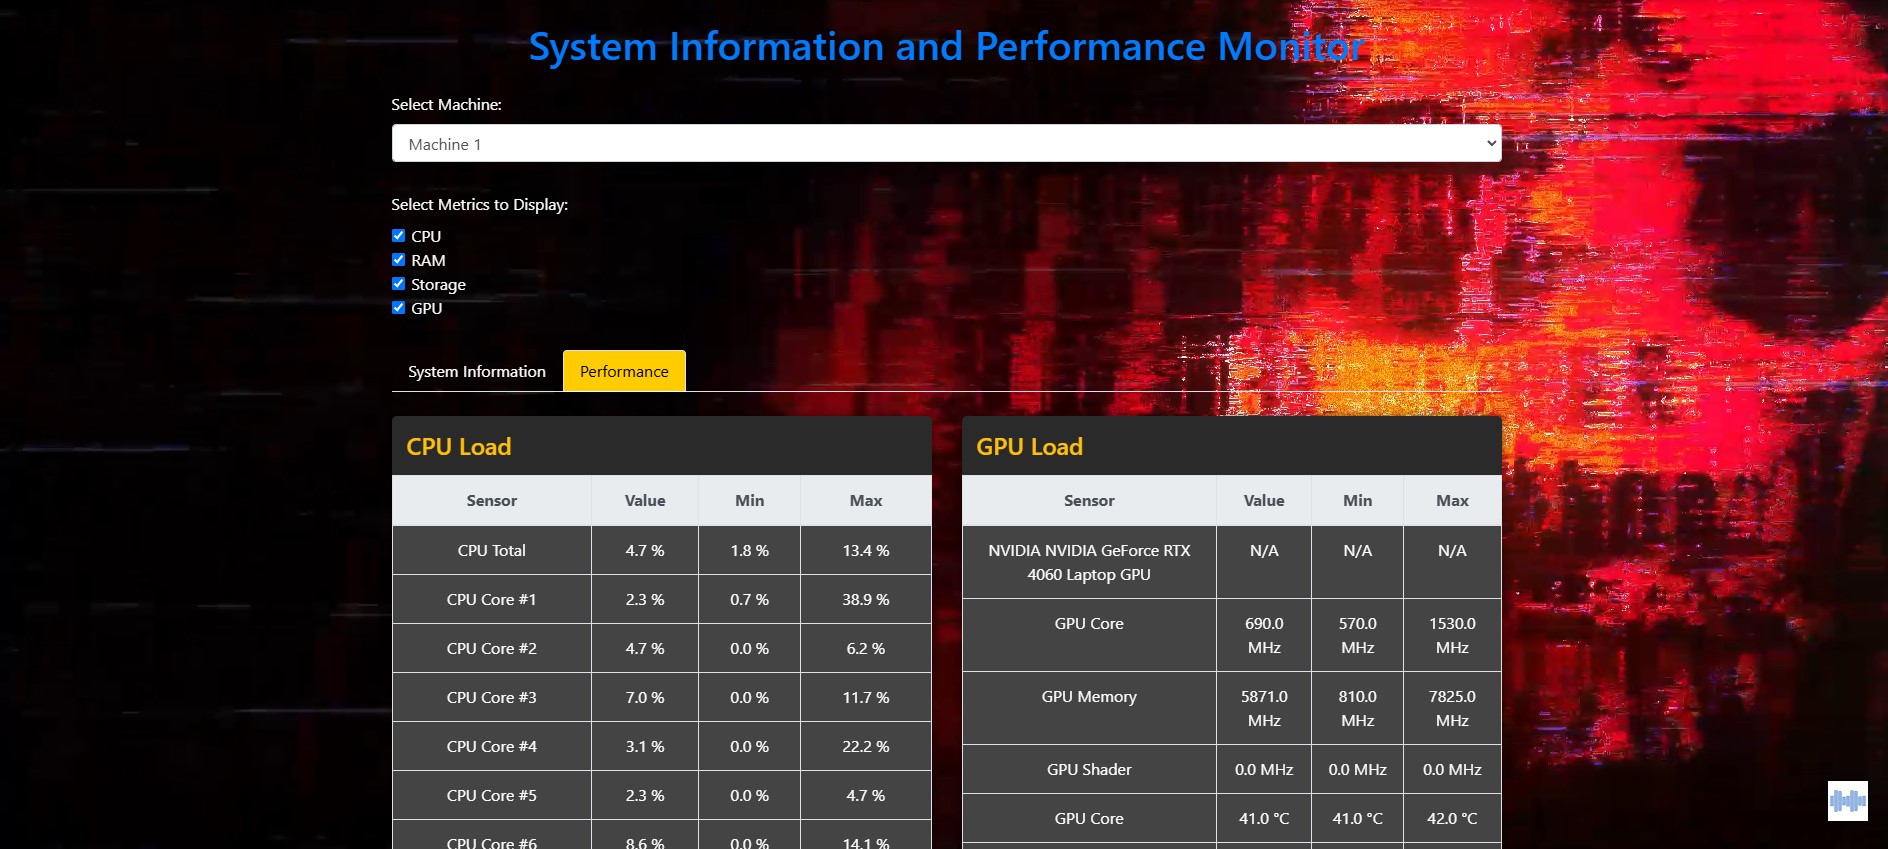 System Information and Performance Monitor
Select Machine:
Machine 1
Select Metrics to Display:
CPU
RAM
Storage
GPU
System Information Performance
CPU Load
Sensor Value Min Max
CPU Total 4.7 % 1.8 % 13.4 %
CPU Core #1 2.3 % 0.7 % 38.9 %
CPU Core #2 4.7 % 0.0 % 6.2 %
CPU Core #3 7.0 % 0.0 % 11.7 %
CPU Core #4 3.1 % 0.0 % 22.2 %
CPU Core #5 2.3 % 0.0 % 4.7 %
CPU Core #6 8.6 % 0.0 % 14.1 %
GPU Load
Sensor Value Min Max
NVIDIA NVIDIA GeForce RTX N/A N/A N/A
4060 Laptop GPU
GPU Core 690.0 570.0 1530.0
MHz MHz MHz
GPU Memory 5871.0 810.0 7825.0
MHz MHz MHz
GPU Shader 0.0 MHz 0.0 MHz 0.0 MHz
GPU Core 41.0 °C 41.0 °C 42.0 °C